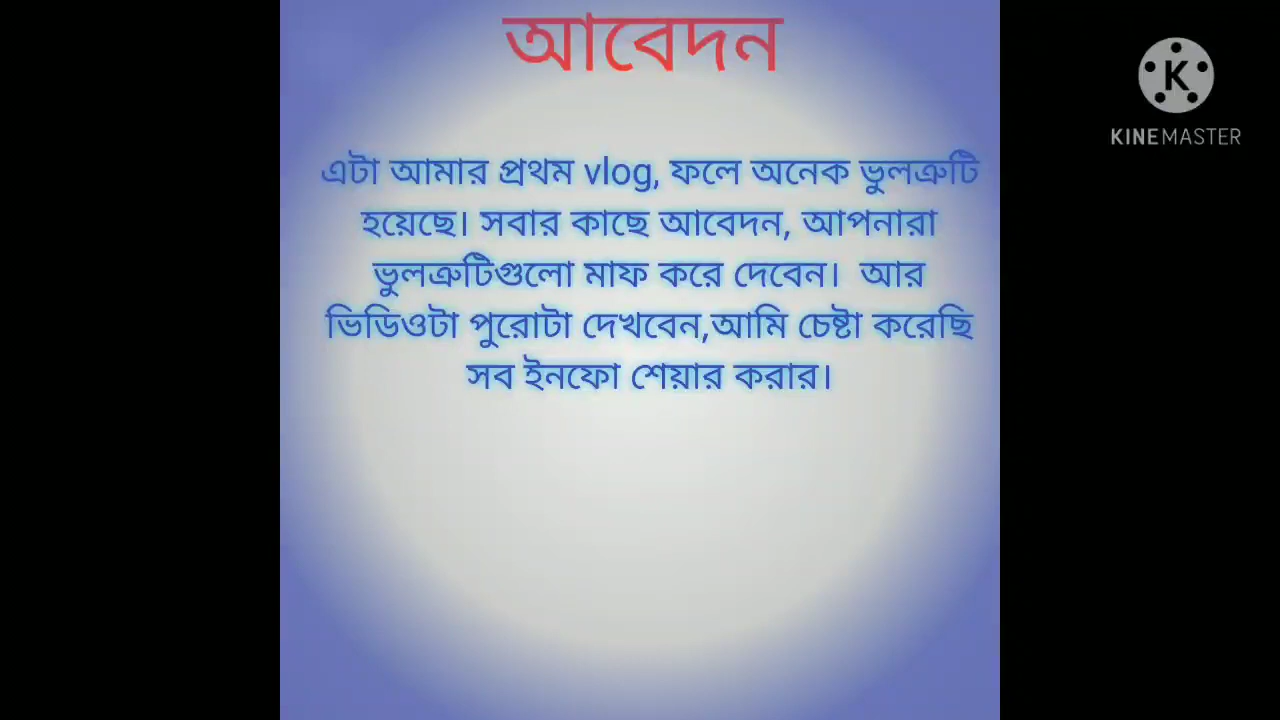 আবেদন
এটা আমার প্রথম vlog, ফলে অনেক ভুলত্রুটি
হয়েছে। সবার কাছে আবেদন, আপনারা
ভুলত্রুটিগুলো মাফ করে দেবেন।  আর
ভিডিওটা পুরোটা দেখবেন,আমি চেষ্টা করেছি
সব ইনফো শেয়ার করার।
K
KINEMASTER